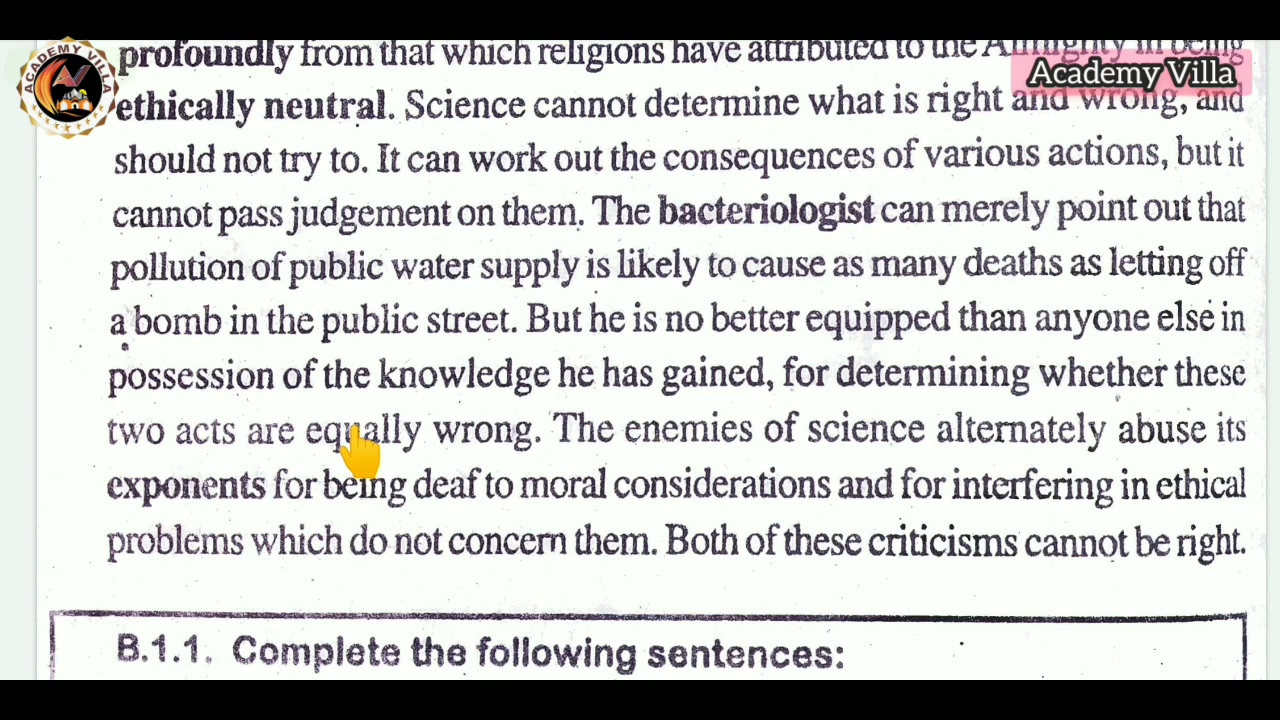 profoundly from that which religions have attributed to the Almighty in being
Academy Villa
ACADEMY VILLA
ethically neutral. Science cannot determine what is right and wrong, and
should not try to. It can work out the consequences of various actions, but it
cannot pass judgement on them. The bacteriologist can merely point out that
pollution of public water supply is likely to cause as many deaths as letting off
a bomb in the public street. But he is no better equipped than anyone else in
possession of the knowledge he has gained, for determining whether these
two acts are equally wrong. The enemies of science alternately abuse its
exponents for being deaf to moral considerations and for interfering in ethical
problems which do not concern them. Both of these criticisms cannot be right.
B.1.1. Complete the following sentences: